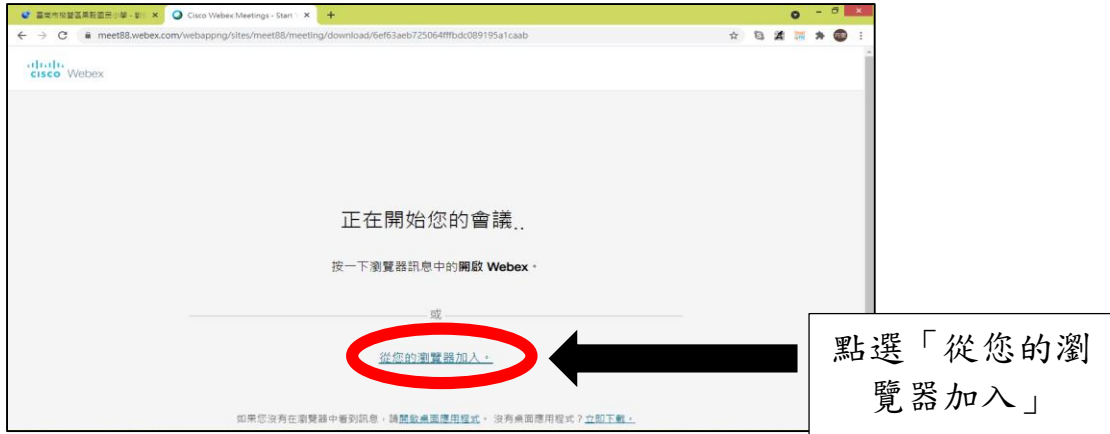 Cisco Webex Meetings - Start
meet88.webex.com/webappng/sites/meet88/meeting/download/6ef63aeb725064fffbdc089195a1caab
cisco Webex
正在開始您的會議..
按一下瀏覽器訊息中的開啟 Webex。
或
從您的瀏覽器加入。
點選「從您的瀏
覽器加入」
如果您沒有在瀏覽器中看到訊息，請開啟桌面應用程式。 沒有桌面應用程式？立即下載。